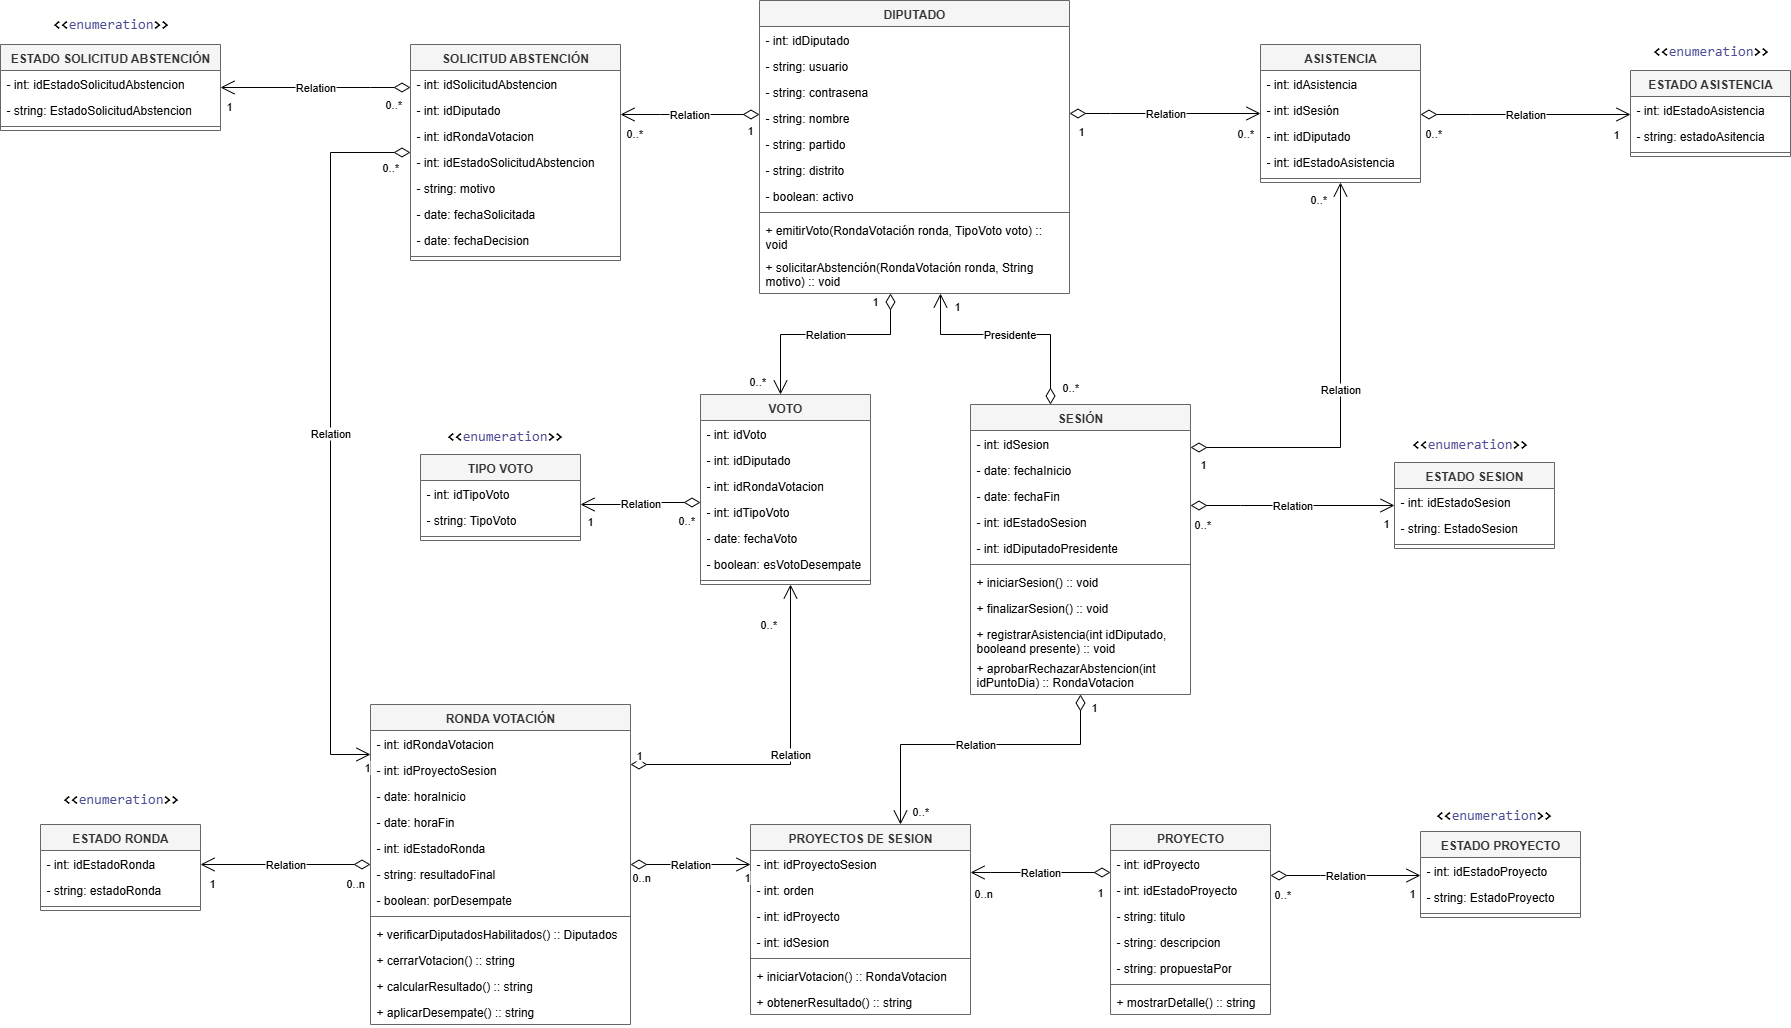 <<enumeration>>
ESTADO SOLICITUD ABSTENCIÓN
- int: idEstadoSolicitudAbstencion
- string: EstadoSolicitudAbstencion
1
Relation
0..*
SOLICITUD ABSTENCIÓN
- int: idSolicitudAbstencion
- int: idDiputado
- int: idRondaVotacion
- int: idEstadoSolicitudAbstencion
- string: motivo
- date: fechaSolicitada
- date: fechaDecision
0..*
0..*
Relation
1
DIPUTADO
- int: idDiputado
- string: usuario
- string: contrasena
- string: nombre
- string: partido
- string: distrito
- boolean: activo
+ emitirVoto(RondaVotación ronda, TipoVoto voto) ::
void
+ solicitarAbstención(RondaVotación ronda, String
motivo) :: void
1
Relation
0..*
ASISTENCIA
- int: idAsistencia
- int: idSesión
- int: idDiputado
- int: idEstadoAsistencia
0..*
Relation
1
<<enumeration>>
ESTADO ASISTENCIA
- int: idEstadoAsistencia
- string: estadoAsitencia
0..*
1
Relation
0..*
1
Presidente
0..*
Relation
Relation
<<enumeration>>
TIPO VOTO
- int: idTipoVoto
- string: TipoVoto
1
Relation
0..*
VOTO
- int: idVoto
- int: idDiputado
- int: idRondaVotacion
- int: idTipoVoto
- date: fechaVoto
- boolean: esVotoDesempate
0..*
SESIÓN
- int: idSesion
- date: fechaInicio
- date: fechaFin
- int: idEstadoSesion
- int: idDiputadoPresidente
+ iniciarSesion() :: void
+ finalizarSesion() :: void
+ registrarAsistencia(int idDiputado,
booleand presente) :: void
+ aprobarRechazarAbstencion(int
idPuntoDia) :: RondaVotacion
1
0..*
Relation
1
<<enumeration>>
ESTADO SESION
- int: idEstadoSesion
- string: EstadoSesion
1
Relation
0..*
RONDA VOTACIÓN
- int: idRondaVotacion
- int: idProyectoSesion
- date: horaInicio
- date: horaFin
- int: idEstadoRonda
- string: resultadoFinal
- boolean: porDesempate
+ verificarDiputadosHabilitados() :: Diputados
+ cerrarVotacion() :: string
+ calcularResultado() :: string
+ aplicarDesempate() :: string
1
1
Relation
<<enumeration>>
ESTADO RONDA
- int: idEstadoRonda
- string: estadoRonda
1
Relation
0..n
0..n
Relation
1
PROYECTOS DE SESION
- int: idProyectoSesion
- int: orden
- int: idProyecto
- int: idSesion
+ iniciarVotacion() :: RondaVotacion
+ obtenerResultado() :: string
0..n
Relation
1
PROYECTO
- int: idProyecto
- int: idEstadoProyecto
- string: titulo
- string: descripcion
- string: propuestaPor
+ mostrarDetalle() :: string
0..*
Relation
1
<<enumeration>>
ESTADO PROYECTO
- int: idEstadoProyecto
- string: EstadoProyecto